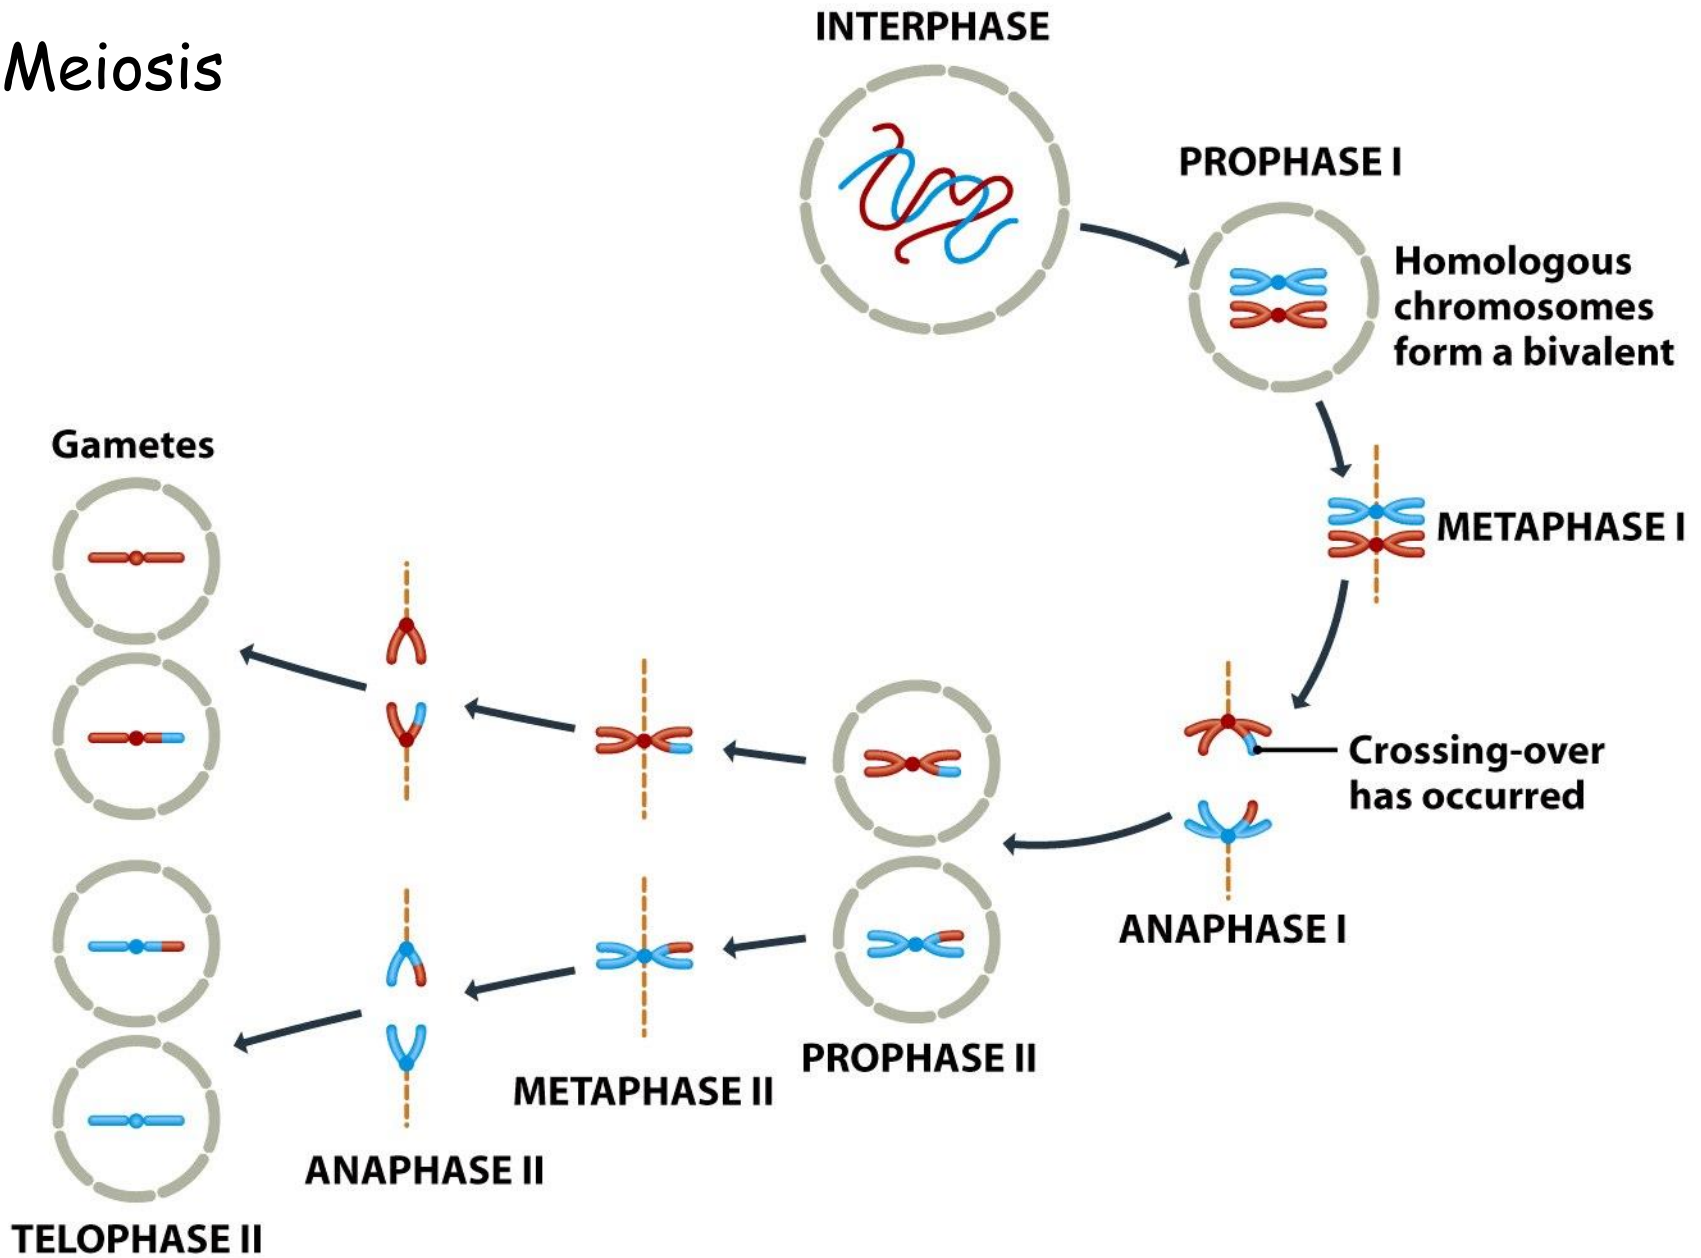 Meiosis
INTERPHASE
PROPHASE I
Homologous
chromosomes
form a bivalent
METAPHASE I
Crossing-over
has occurred
ANAPHASE I
PROPHASE II
METAPHASE II
ANAPHASE II
Gametes
TELOPHASE II